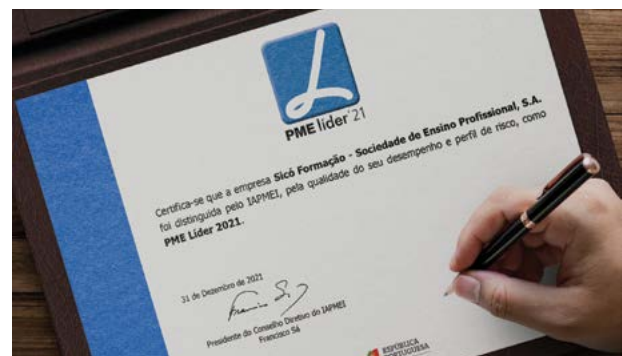 PME líder'21
Certifica-se que a empresa Sicó Formação - Sociedade de Ensino Profissional, S.A.
foi distinguida pelo IAPMEI, pela qualidade do seu desempenho e perfil de risco, como
PME Líder 2021.
31 de Dezembro de 2021
Presidente do Conselho Diretivo do IAPMEI
Francisco Sá
REPÚBLICA
PORTUGUESA